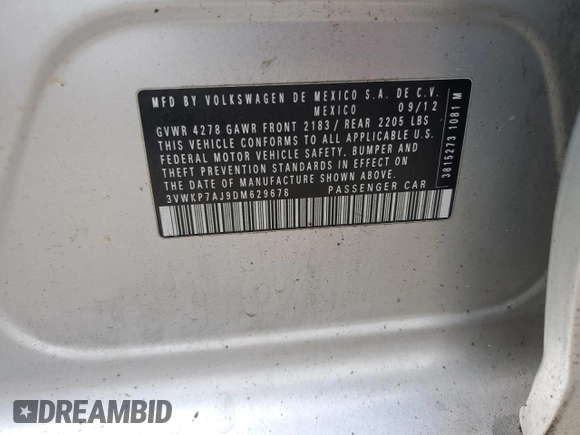 MFD BY VOLKSWAGEN DE MEXICO S.A. DE C.V.
MEXICO 09/12
GVWR 4278 GAWR FRONT 2183/ REAR 2205 LBS
THIS VEHICLE CONFORMS TO ALL APPLICABLE U.S.
FEDERAL MOTOR VEHICLE SAFETY, BUMPER AND
THEFT PREVENTION STANDARDS IN EFFECT ON
THE DATE OF MANUFACTURE SHOWN ABOVE.
3VWKP7AJ9DM629678 PASSENGER CAR
3815273 1081 M
DREAMBID